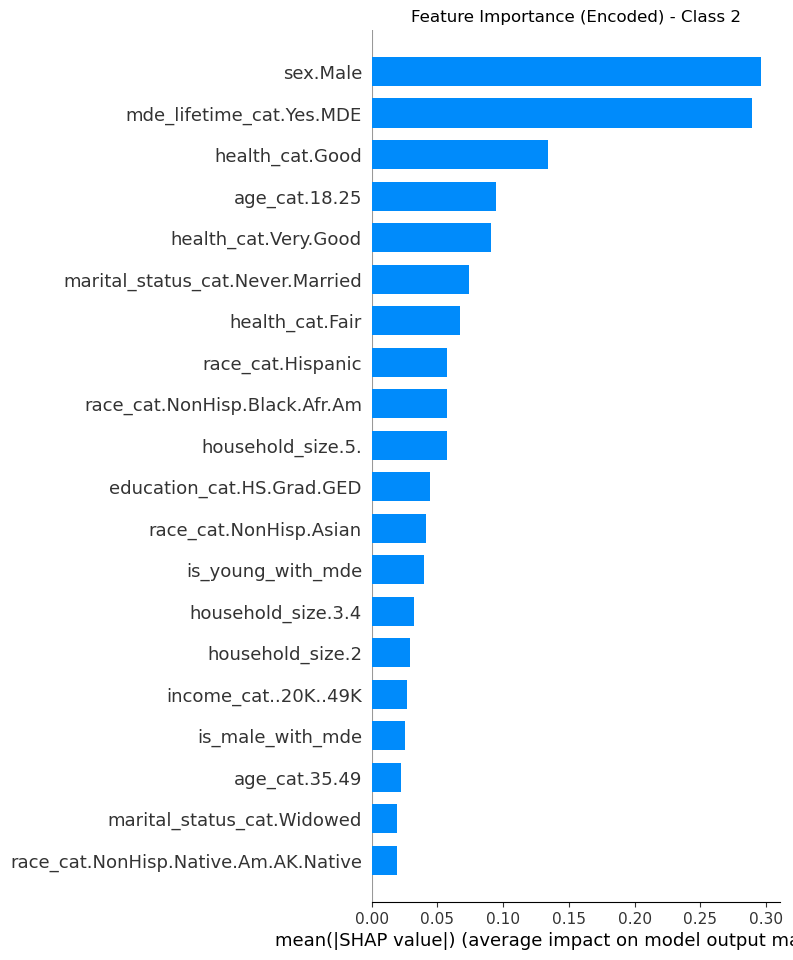 Feature Importance (Encoded) - Class 2
sex.Male
mde_lifetime_cat.Yes.MDE
health_cat.Good
age_cat.18.25
health_cat.Very.Good
marital_status_cat.Never.Married
health_cat.Fair
race_cat.Hispanic
race_cat.NonHisp.Black.Afr.Am
household_size.5.
education_cat.HS.Grad.GED
race_cat.NonHisp.Asian
is_young_with_mde
household_size.3.4
household_size.2
income_cat..20K..49K
is_male_with_mde
age_cat.35.49
marital_status_cat.Widowed
race_cat.NonHisp.Native.Am.AK.Native
0.00 0.05 0.10 0.15 0.20 0.25 0.30
mean(|SHAP value|) (average impact on model output ma